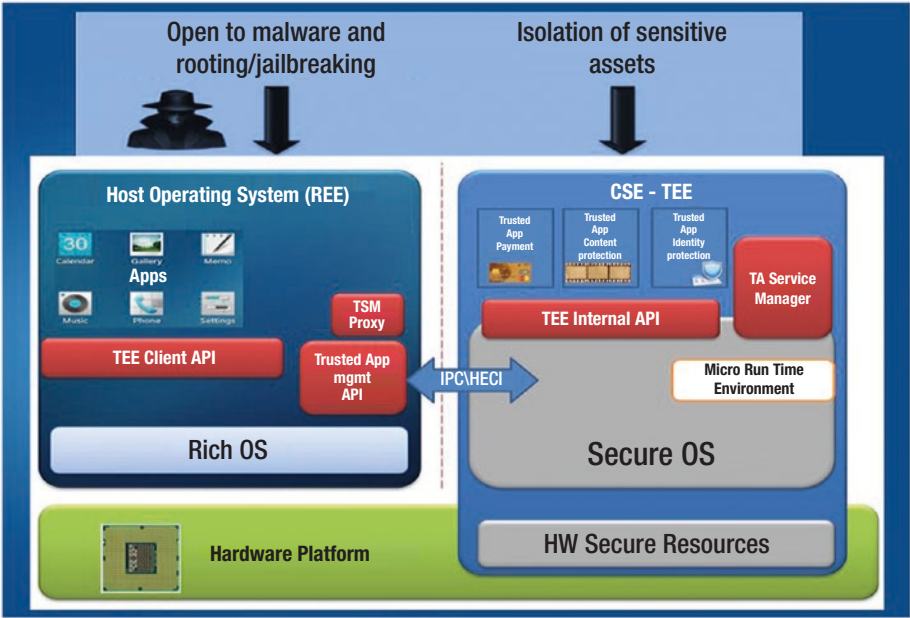 Open to malware and
rooting/jailbreaking
Isolation of sensitive
assets
Host Operating System (REE)
30
Calendar
Gallery
Memo
Apps
Music
Phone
Settings
TSM
Proxy
TEE Client API
Trusted App
mgmt
API
Rich OS
IPC\HECI
CSE - TEE
Trusted
App
Payment
Trusted
App
Content
protection
Trusted
App
Identity
protection
TA Service
Manager
TEE Internal API
Micro Run Time
Environment
Secure OS
Hardware Platform
HW Secure Resources